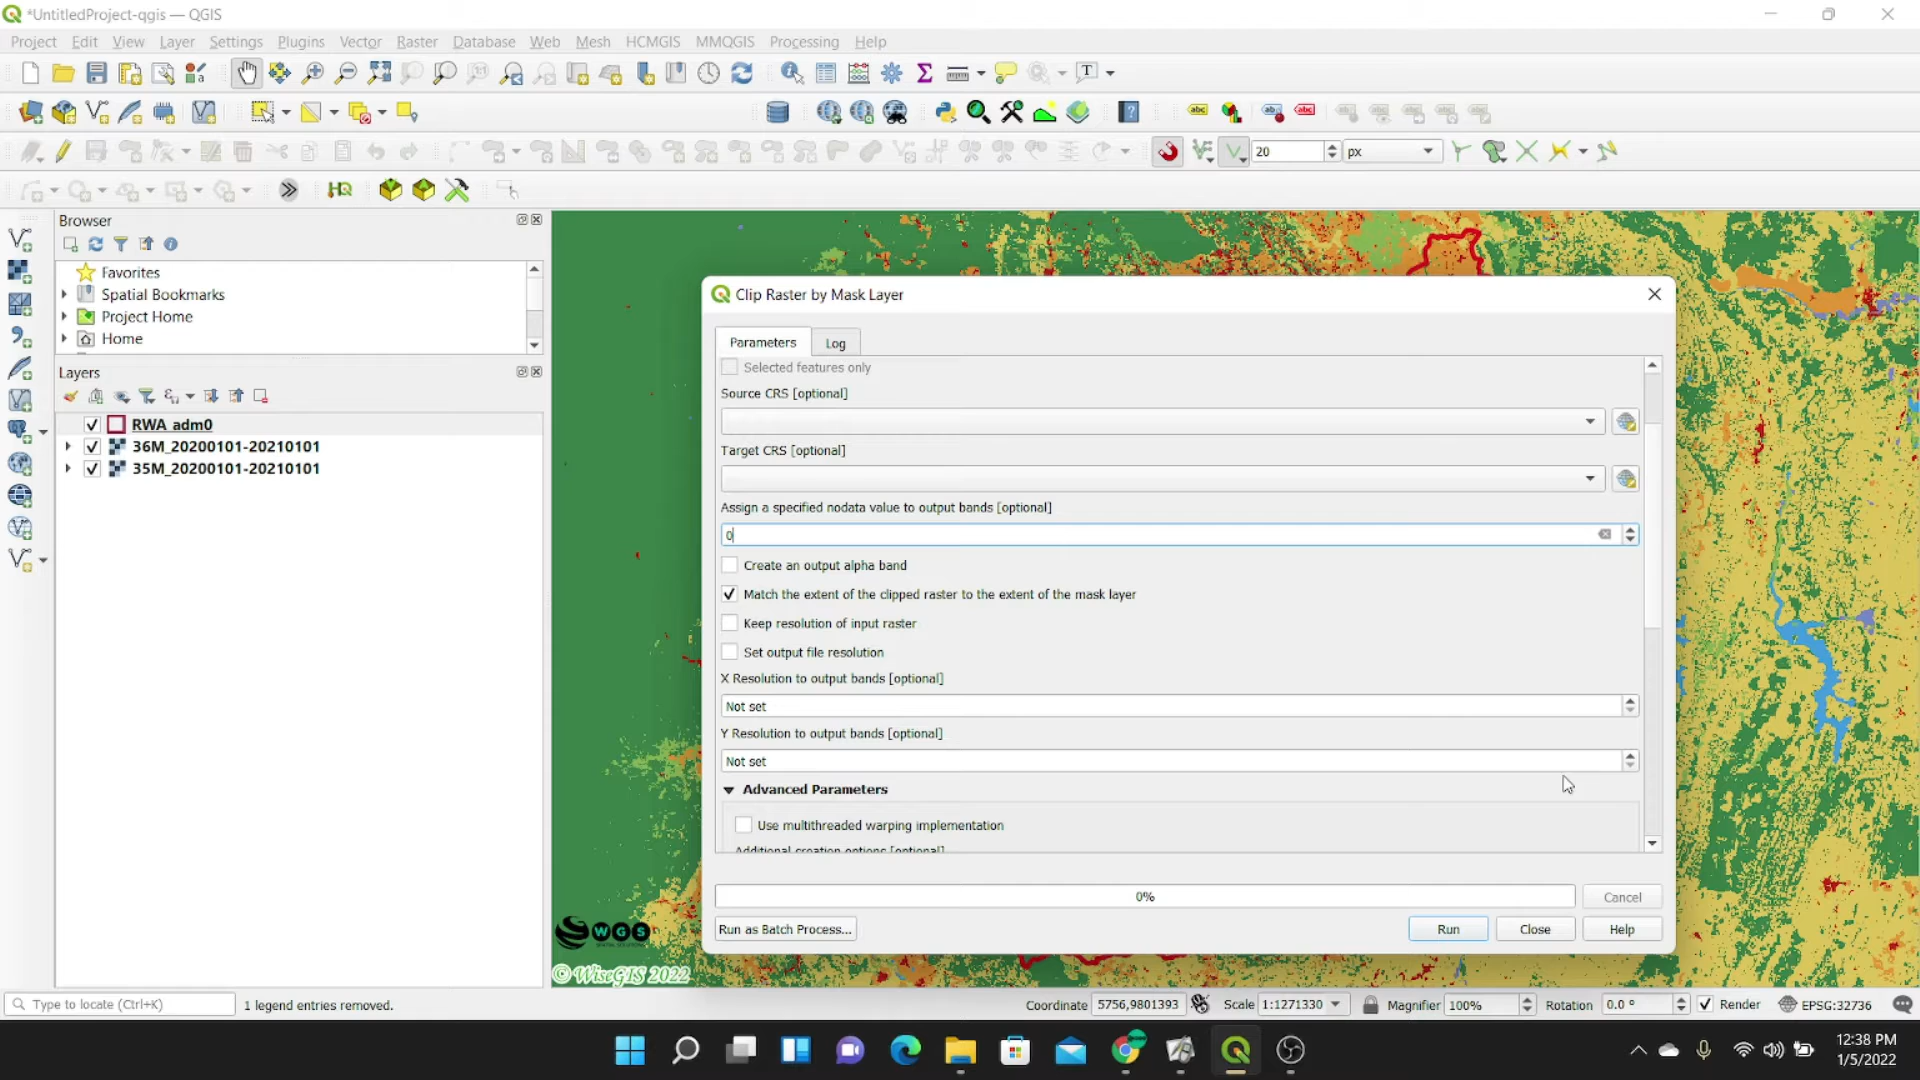 *UntitledProject-qgis — QGIS
Project Edit View Layer Settings Plugins Vector Raster Database Web Mesh HCMGIS MMQGIS Processing Help
20 px
Browser
Favorites
Spatial Bookmarks
Project Home
Home
Layers
RWA_adm0
36M_20200101-20210101
35M_20200101-20210101
Clip Raster by Mask Layer
Parameters Log
Selected features only
Source CRS [optional]
Target CRS [optional]
Assign a specified nodata value to output bands [optional]
0
Create an output alpha band
Match the extent of the clipped raster to the extent of the mask layer
Keep resolution of input raster
Set output file resolution
X Resolution to output bands [optional]
Not set
Y Resolution to output bands [optional]
Not set
Advanced Parameters
Use multithreaded warping implementation
Additional creation options [optional]
0% Cancel
Run as Batch Process... Run Close Help
WGS
© WiseGIS 2022
Type to locate (Ctrl+K) 1 legend entries removed. Coordinate 5756,9801393 Scale 1:1271330 Magnifier 100% Rotation 0.0 ° Render EPSG:32736
12:38 PM
1/5/2022